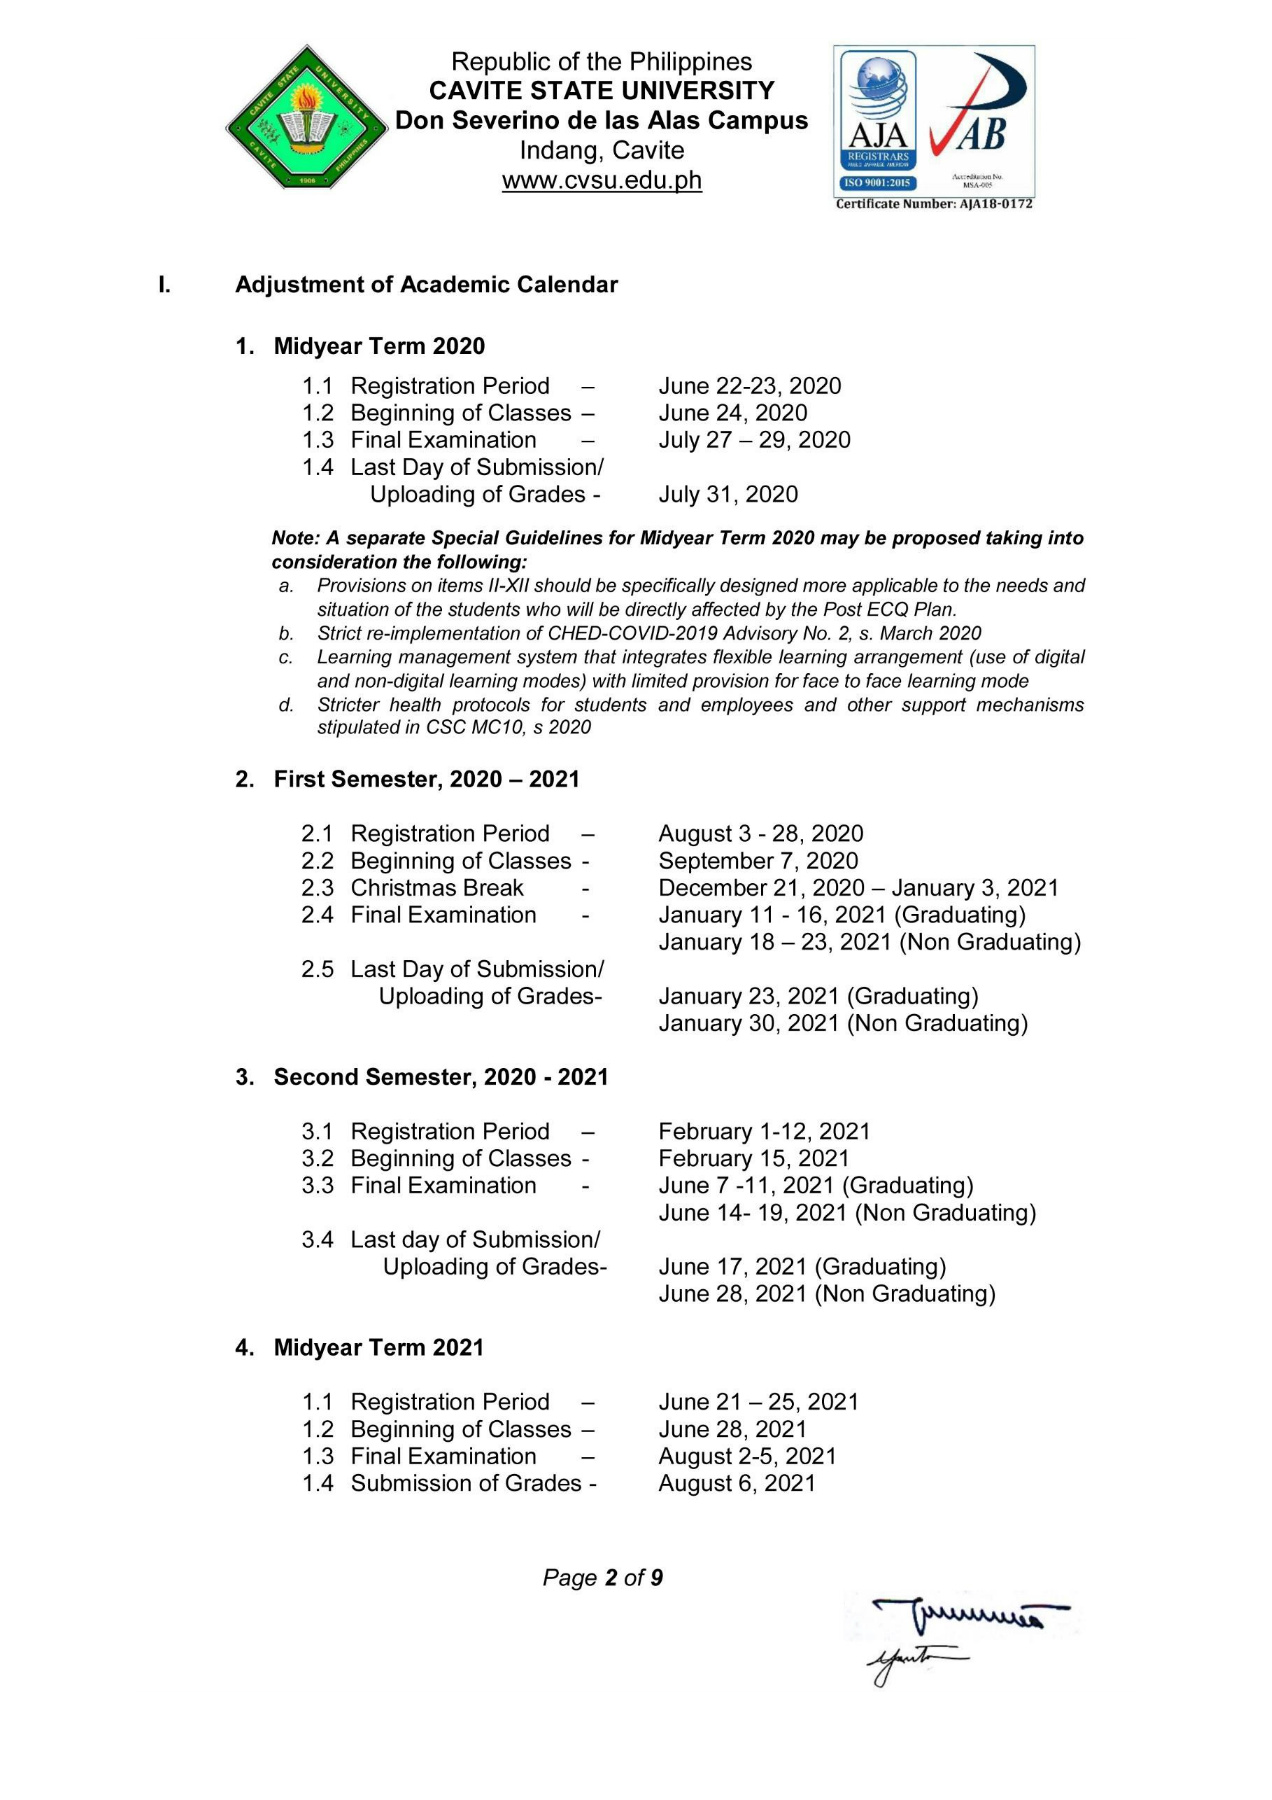 Republic of the Philippines
CAVITE STATE UNIVERSITY
Don Severino de las Alas Campus
Indang, Cavite
www.cvsu.edu.ph
CAVITE STATE UNIVERSITY
CAVITE PHILIPPINES
1906
AJA
REGISTRARS
ISO 9001:2015
PAB
Accreditation No.
MSA-005
Certificate Number: AJA18-0172
I. Adjustment of Academic Calendar
1. Midyear Term 2020
1.1 Registration Period – June 22-23, 2020
1.2 Beginning of Classes – June 24, 2020
1.3 Final Examination – July 27 – 29, 2020
1.4 Last Day of Submission/
Uploading of Grades - July 31, 2020
Note: A separate Special Guidelines for Midyear Term 2020 may be proposed taking into
consideration the following:
a. Provisions on items II-XII should be specifically designed more applicable to the needs and
situation of the students who will be directly affected by the Post ECQ Plan.
b. Strict re-implementation of CHED-COVID-2019 Advisory No. 2, s. March 2020
c. Learning management system that integrates flexible learning arrangement (use of digital
and non-digital learning modes) with limited provision for face to face learning mode
d. Stricter health protocols for students and employees and other support mechanisms
stipulated in CSC MC10, s 2020
2. First Semester, 2020 – 2021
2.1 Registration Period – August 3 - 28, 2020
2.2 Beginning of Classes - September 7, 2020
2.3 Christmas Break - December 21, 2020 – January 3, 2021
2.4 Final Examination - January 11 - 16, 2021 (Graduating)
January 18 – 23, 2021 (Non Graduating)
2.5 Last Day of Submission/
Uploading of Grades- January 23, 2021 (Graduating)
January 30, 2021 (Non Graduating)
3. Second Semester, 2020 - 2021
3.1 Registration Period – February 1-12, 2021
3.2 Beginning of Classes - February 15, 2021
3.3 Final Examination - June 7 -11, 2021 (Graduating)
June 14- 19, 2021 (Non Graduating)
3.4 Last day of Submission/
Uploading of Grades- June 17, 2021 (Graduating)
June 28, 2021 (Non Graduating)
4. Midyear Term 2021
1.1 Registration Period – June 21 – 25, 2021
1.2 Beginning of Classes – June 28, 2021
1.3 Final Examination – August 2-5, 2021
1.4 Submission of Grades - August 6, 2021
Page 2 of 9